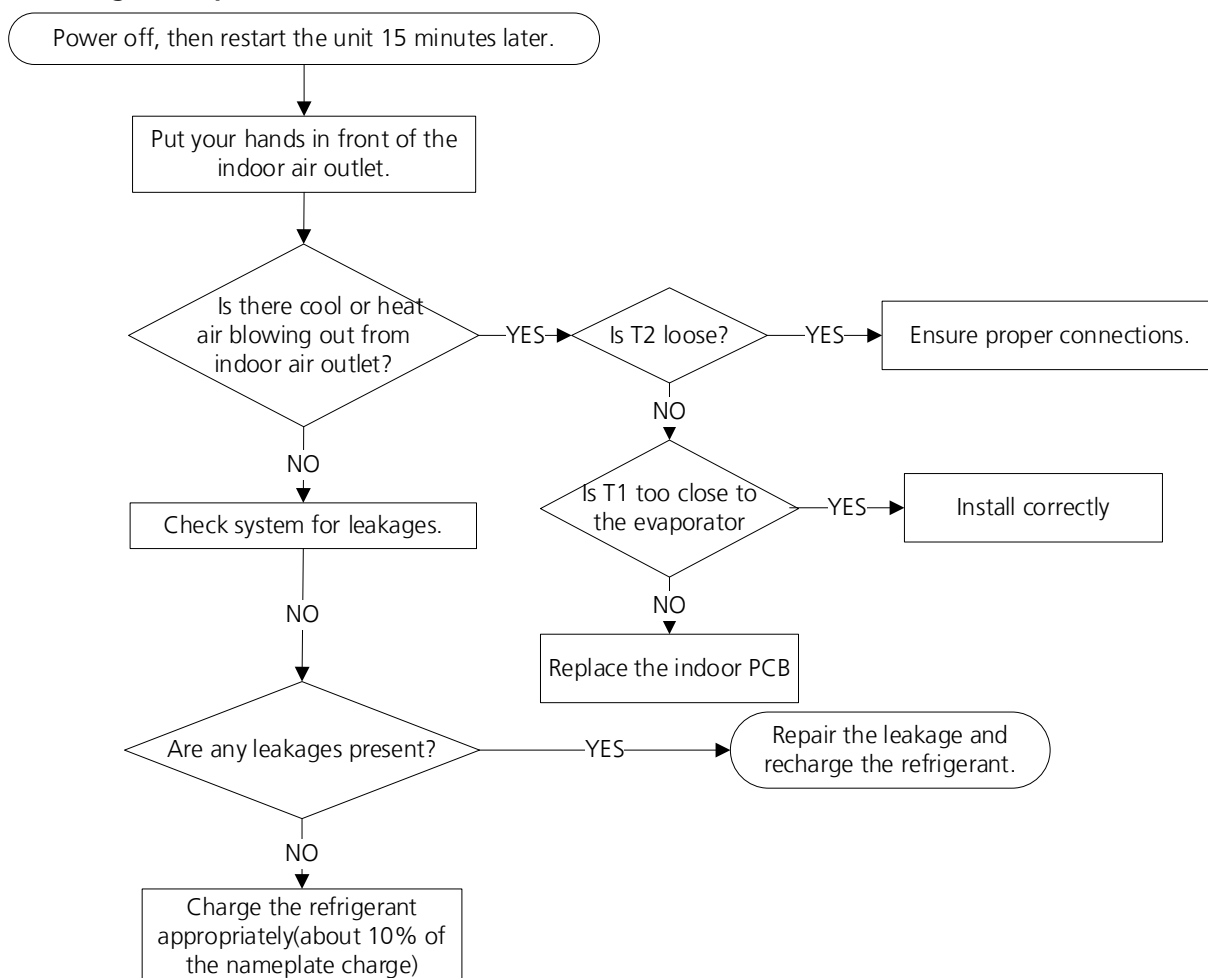 Power off, then restart the unit 15 minutes later.
Put your hands in front of the
indoor air outlet.
Is there cool or heat
air blowing out from
indoor air outlet?
YES
Is T2 loose?
YES
Ensure proper connections.
NO
Is T1 too close to
the evaporator
YES
Install correctly
NO
Replace the indoor PCB
NO
Check system for leakages.
NO
Are any leakages present?
YES
Repair the leakage and
recharge the refrigerant.
NO
Charge the refrigerant
appropriately(about 10% of
the nameplate charge)